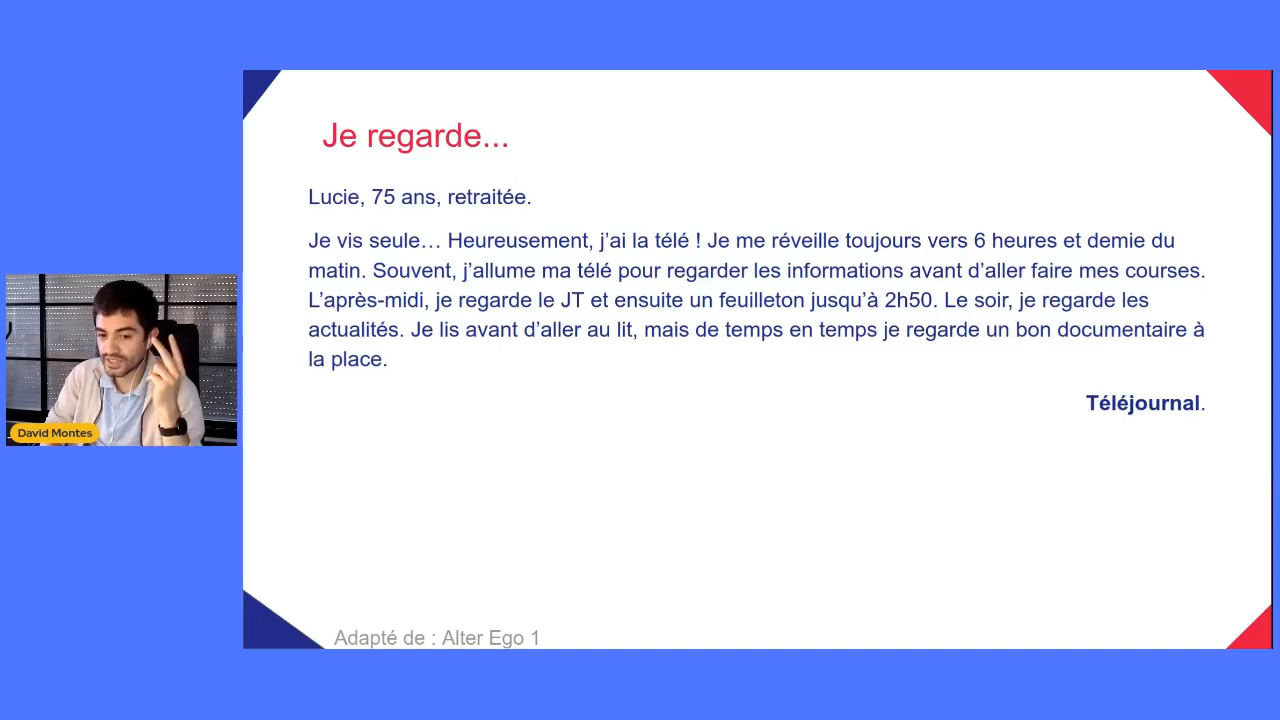 Je regarde...
Lucie, 75 ans, retraitée.
Je vis seule… Heureusement, j’ai la télé ! Je me réveille toujours vers 6 heures et demie du
matin. Souvent, j’allume ma télé pour regarder les informations avant d’aller faire mes courses.
L’après-midi, je regarde le JT et ensuite un feuilleton jusqu’à 2h50. Le soir, je regarde les
actualités. Je lis avant d’aller au lit, mais de temps en temps je regarde un bon documentaire à
la place.
Téléjournal.
David Montes
Adapté de : Alter Ego 1